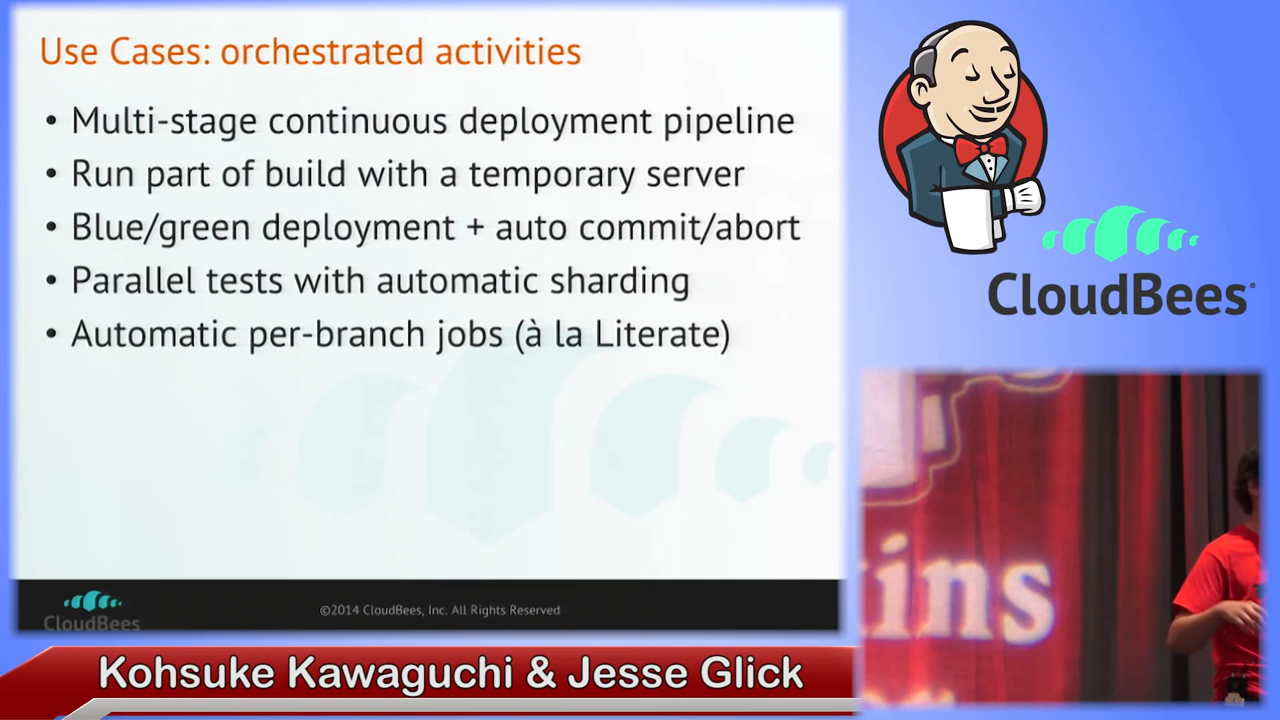 Use Cases: orchestrated activities
• Multi-stage continuous deployment pipeline
• Run part of build with a temporary server
• Blue/green deployment + auto commit/abort
• Parallel tests with automatic sharding
• Automatic per-branch jobs (à la Literate)
CloudBees
©2014 CloudBees, Inc. All Rights Reserved
Kohsuke Kawaguchi & Jesse Glick
CloudBees
ins